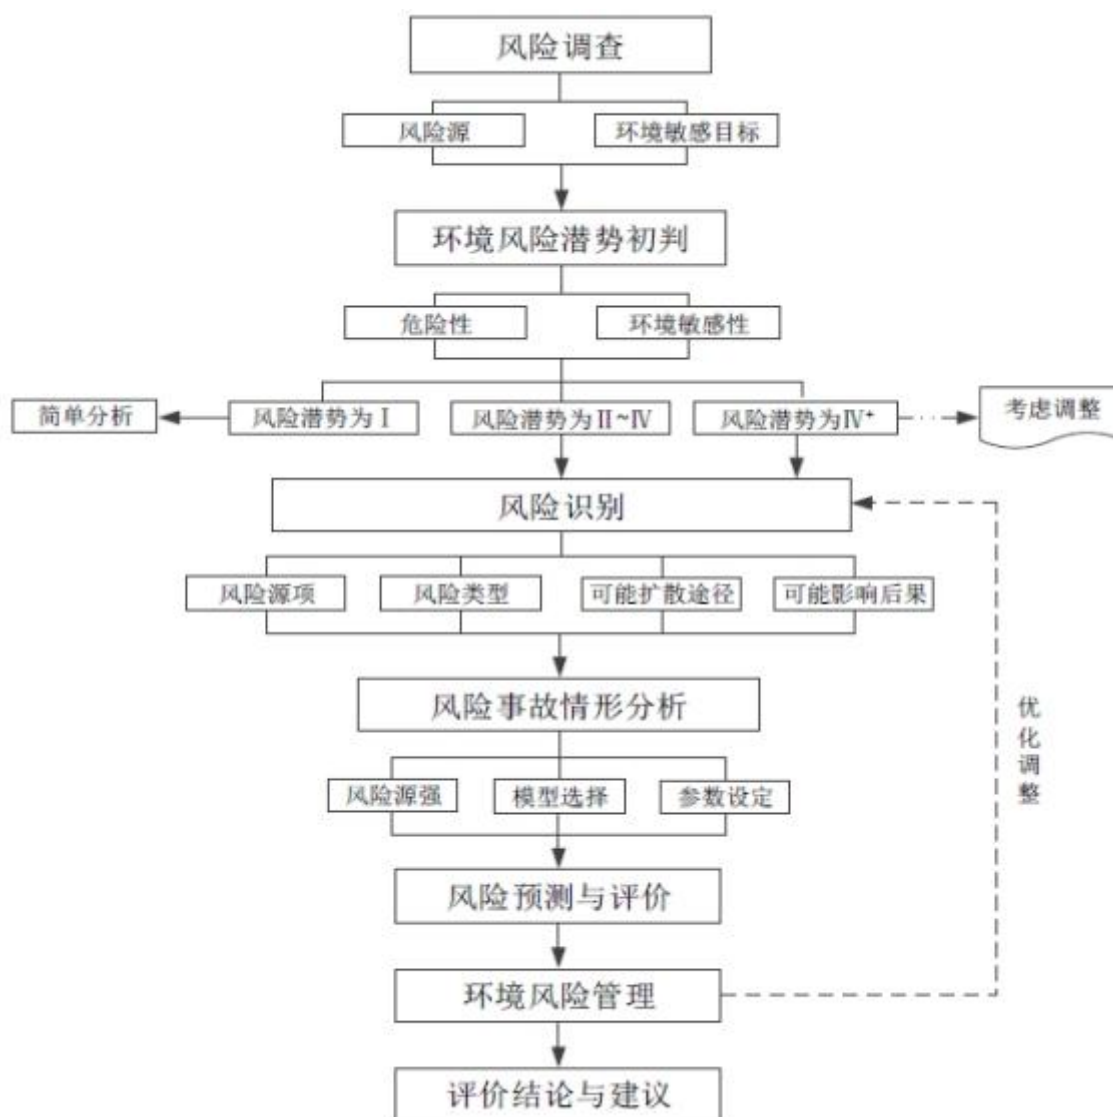 风险调查
风险源
环境敏感目标
环境风险潜势初判
危险性
环境敏感性
简单分析
风险潜势为Ⅰ
风险潜势为Ⅱ~Ⅳ
风险潜势为Ⅳ⁺
考虑调整
风险识别
风险源项
风险类型
可能扩散途径
可能影响后果
风险事故情形分析
优化调整
风险源强
模型选择
参数设定
风险预测与评价
环境风险管理
评价结论与建议